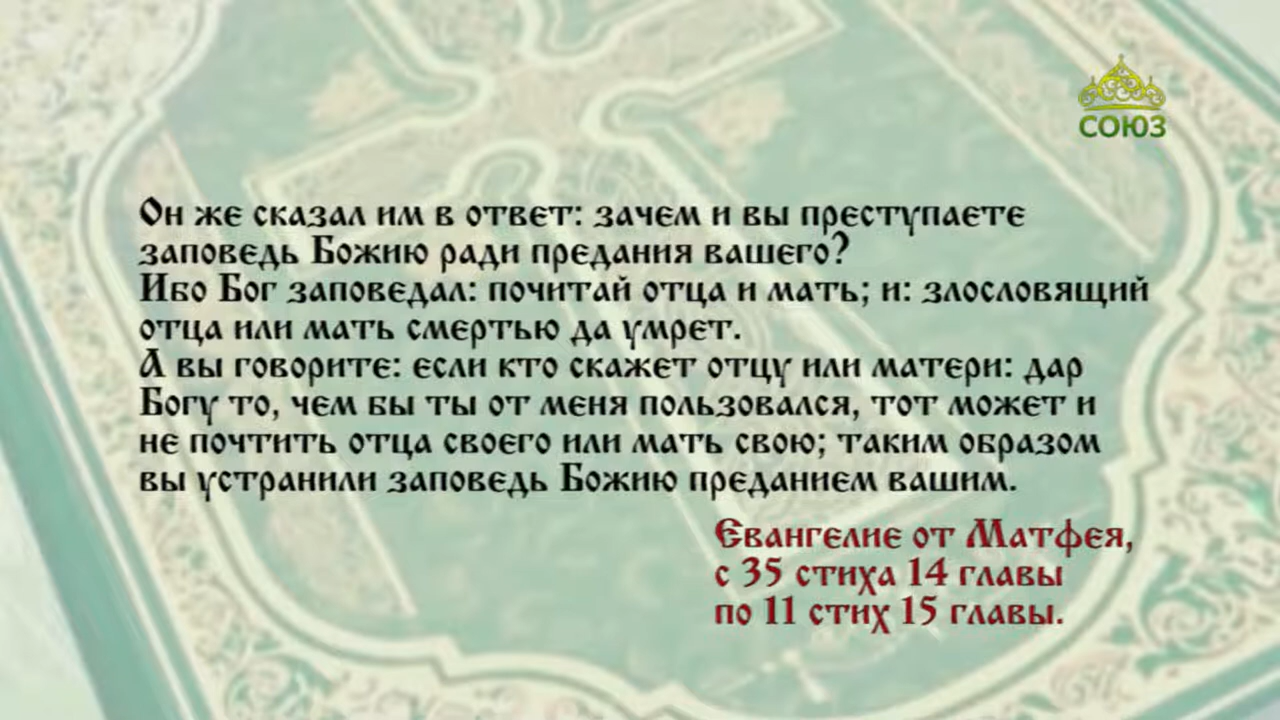 СОЮЗ
Он же сказал им в ответ: зачем и вы преступаете
заповедь Божию ради предания вашего?
Ибо Бог заповедал: почитай отца и мать; и: злословящий
отца или мать смертью да умрет.
А вы говорите: если кто скажет отцу или матери: дар
Богу то, чем бы ты от меня пользовался, тот может и
не почтить отца своего или мать свою; таким образом
вы устранили заповедь Божию преданием вашим.
Евангелие от Матфея,
с 35 стиха 14 главы
по 11 стих 15 главы.